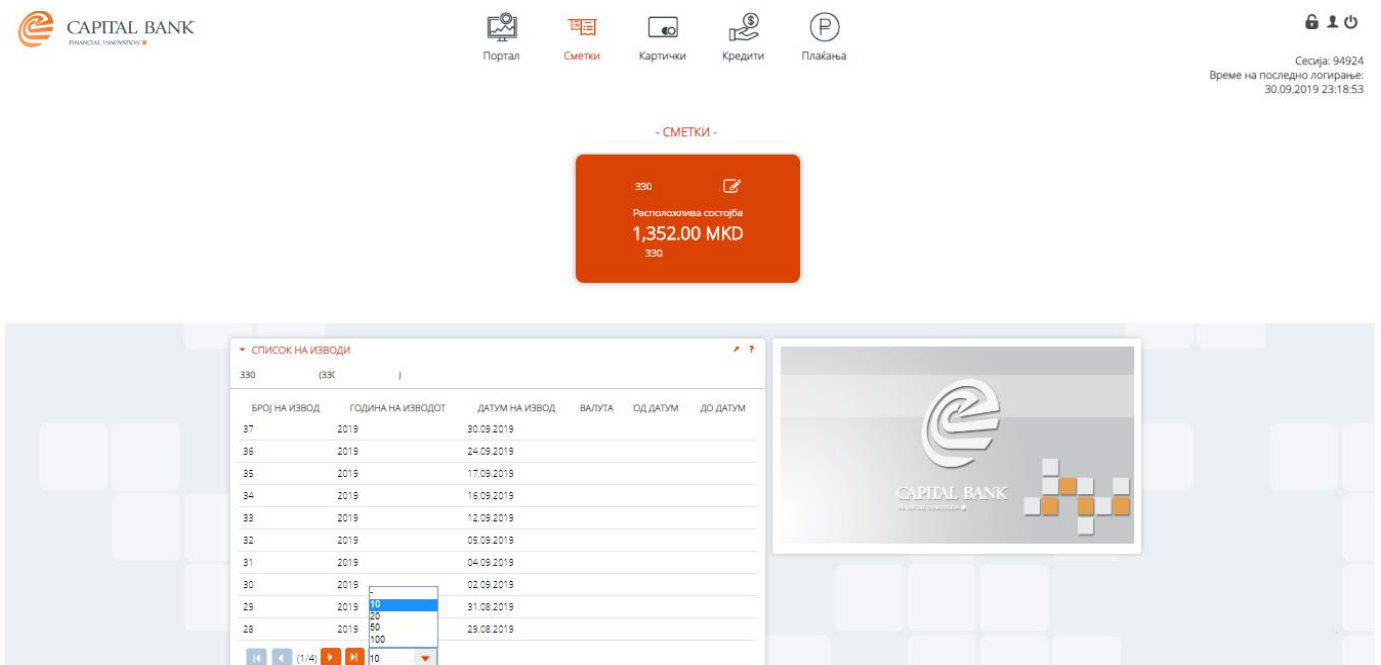 CAPITAL BANK
FINANCIAL INNOVATION
Портал
Сметки
Картички
Кредити
Плаќања
Сесија: 94924
Време на последно логирање:
30.09.2019 23:18:53
- СМЕТКИ -
330
Расположлива состојба
1,352.00 MKD
330
СПИСОК НА ИЗВОДИ
?
330 (330 )
БРОЈ НА ИЗВОД ГОДИНА НА ИЗВОДОТ ДАТУМ НА ИЗВОД ВАЛУТА ОД ДАТУМ ДО ДАТУМ
37 2019 30.09.2019
36 2019 24.09.2019
35 2019 17.09.2019
34 2019 16.09.2019
33 2019 12.09.2019
32 2019 05.09.2019
31 2019 04.09.2019
30 2019 02.09.2019
29 2019 31.08.2019
28 2019 29.08.2019
-
10
20
50
100
(1/4) 10
CAPITAL BANK
FINANCIAL INNOVATION